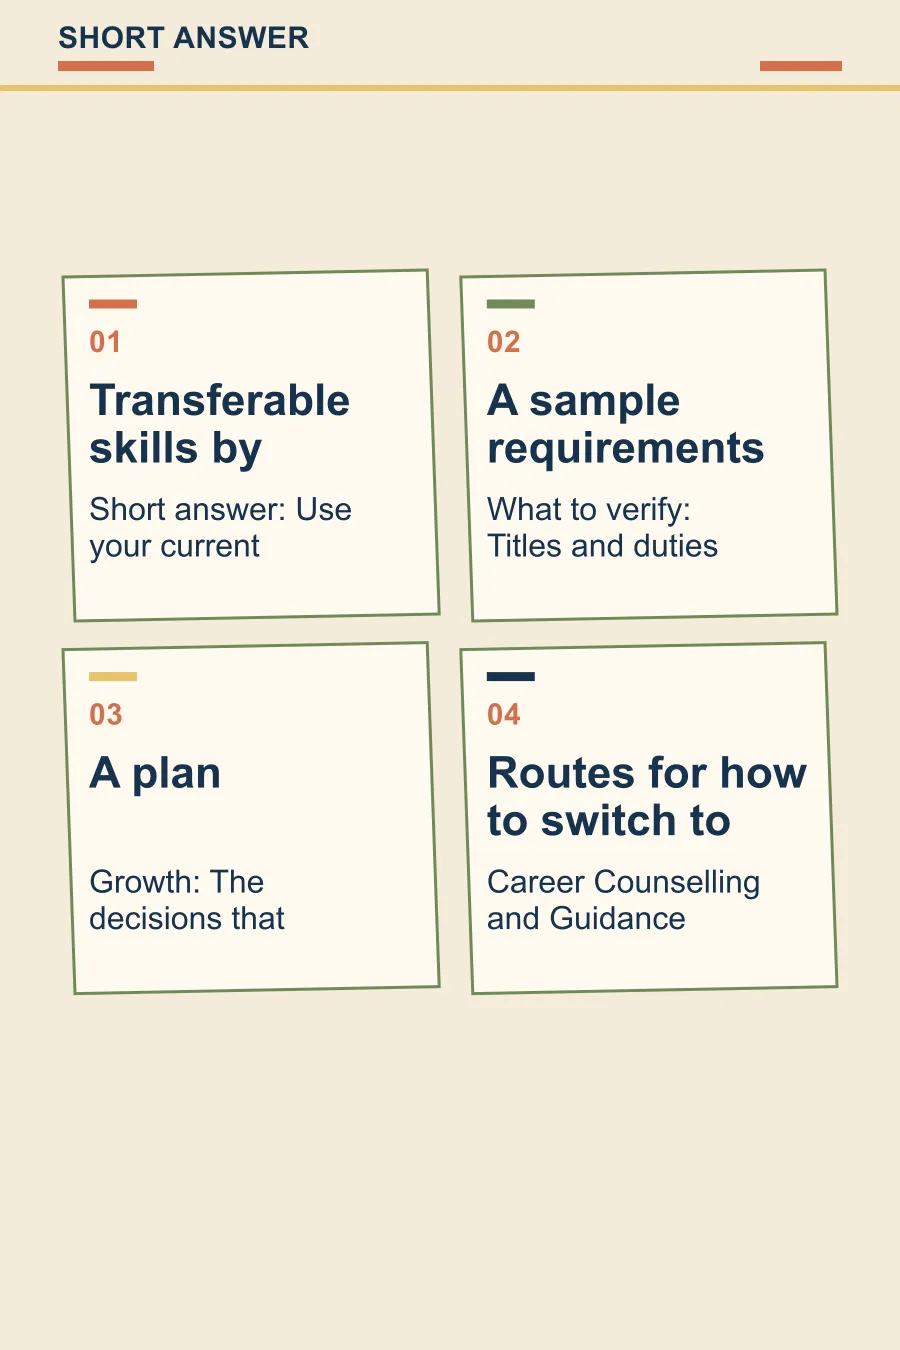 SHORT ANSWER
01
Transferable
skills by
Short answer: Use
your current
02
A sample
requirements
What to verify:
Titles and duties
03
A plan
Growth: The
decisions that
04
Routes for how
to switch to
Career Counselling
and Guidance